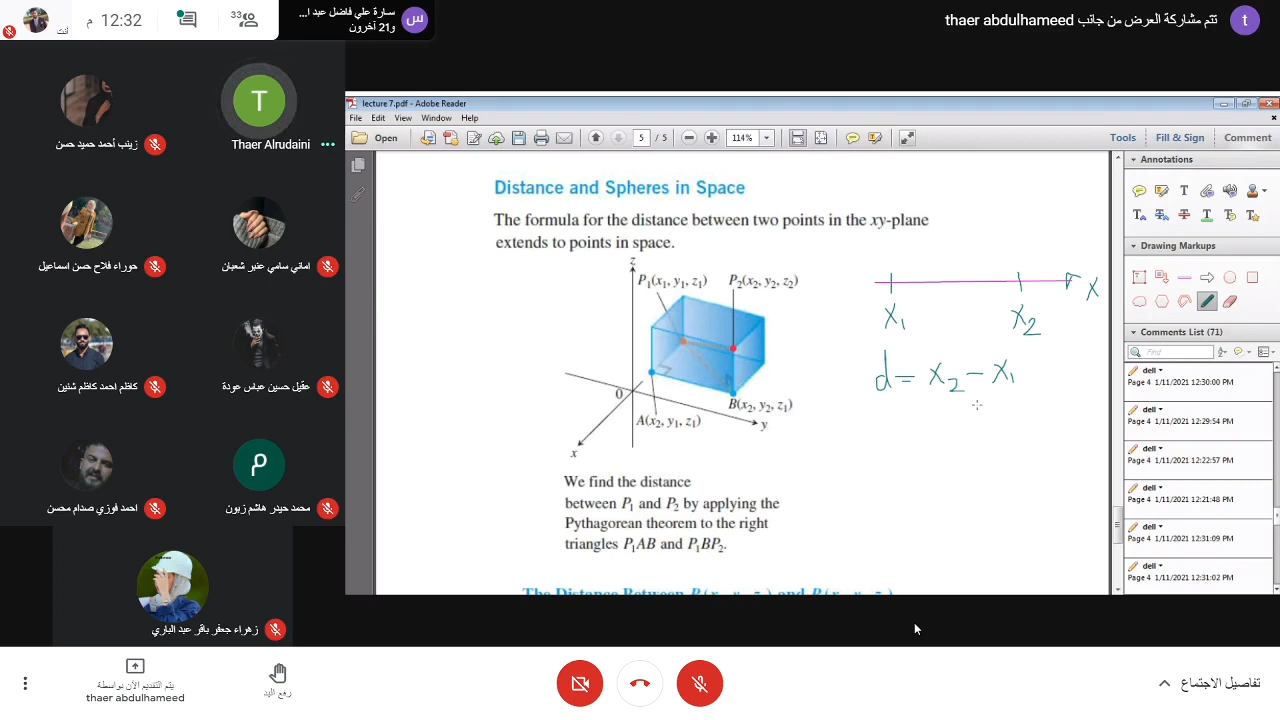 12:32 م
33
أنت
سارة علي فاضل عبد ا...
و21 آخرون
س
تتم مشاركة العرض من جانب thaer abdulhameed
t
زينب أحمد حميد حسن
T
Thaer Alrudaini
حوراء فلاح حسن اسماعيل
اماني سامي عنبر شعبان
كاظم احمد كاظم شنين
عقيل حسين عباس عودة
احمد فوزي صدام محسن
م
محمد حيدر هاشم زبون
زهراء جعفر باقر عبد الباري
lecture 7.pdf - Adobe Reader
File Edit View Window Help
Open
5 / 5
114%
Tools Fill & Sign Comment
Distance and Spheres in Space
The formula for the distance between two points in the xy-plane
extends to points in space.
z
P₁(x₁, y₁, z₁) P₂(x₂, y₂, z₂)
0
A(x₂, y₁, z₁)
B(x₂, y₂, z₁)
y
x
We find the distance
between P₁ and P₂ by applying the
Pythagorean theorem to the right
triangles P₁AB and P₁BP₂.
x
x₁ x₂
d = x₂ - x₁
Annotations
T
Drawing Markups
Comments List (71)
Find
dell
Page 4 1/11/2021 12:30:00 PM
dell
Page 4 1/11/2021 12:29:54 PM
dell
Page 4 1/11/2021 12:22:57 PM
dell
Page 4 1/11/2021 12:21:48 PM
dell
Page 4 1/11/2021 12:31:09 PM
dell
Page 4 1/11/2021 12:31:02 PM
يتم التقديم الآن بواسطة
thaer abdulhameed
رفع اليد
تفاصيل الاجتماع